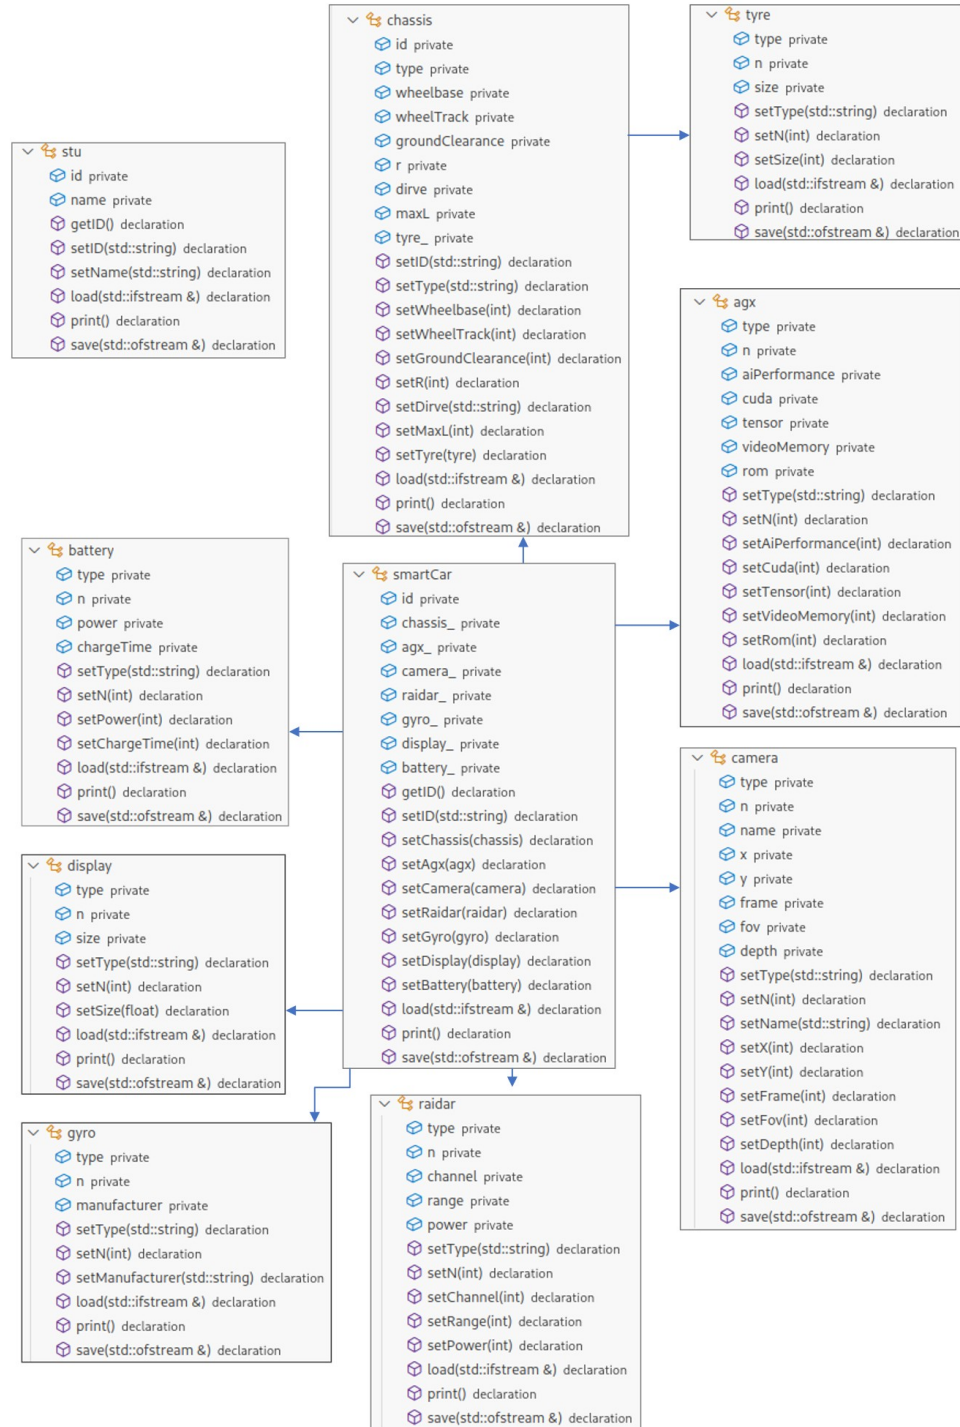 chassis
id private
type private
wheelbase private
wheelTrack private
groundClearance private
r private
dirve private
maxL private
tyre_ private
setID(std::string) declaration
setType(std::string) declaration
setWheelbase(int) declaration
setWheelTrack(int) declaration
setGroundClearance(int) declaration
setR(int) declaration
setDirve(std::string) declaration
setMaxL(int) declaration
setTyre(tyre) declaration
load(std::ifstream &) declaration
print() declaration
save(std::ofstream &) declaration
tyre
type private
n private
size private
setType(std::string) declaration
setN(int) declaration
setSize(int) declaration
load(std::ifstream &) declaration
print() declaration
save(std::ofstream &) declaration
stu
id private
name private
getID() declaration
setID(std::string) declaration
setName(std::string) declaration
load(std::ifstream &) declaration
print() declaration
save(std::ofstream &) declaration
agx
type private
n private
aiPerformance private
cuda private
tensor private
videoMemory private
rom private
setType(std::string) declaration
setN(int) declaration
setAiPerformance(int) declaration
setCuda(int) declaration
setTensor(int) declaration
setVideoMemory(int) declaration
setRom(int) declaration
load(std::ifstream &) declaration
print() declaration
save(std::ofstream &) declaration
battery
type private
n private
power private
chargeTime private
setType(std::string) declaration
setN(int) declaration
setPower(int) declaration
setChargeTime(int) declaration
load(std::ifstream &) declaration
print() declaration
save(std::ofstream &) declaration
smartCar
id private
chassis_ private
agx_ private
camera_ private
raidar_ private
gyro_ private
display_ private
battery_ private
getID() declaration
setID(std::string) declaration
setChassis(chassis) declaration
setAgx(agx) declaration
setCamera(camera) declaration
setRaidar(raidar) declaration
setGyro(gyro) declaration
setDisplay(display) declaration
setBattery(battery) declaration
load(std::ifstream &) declaration
print() declaration
save(std::ofstream &) declaration
camera
type private
n private
name private
x private
y private
frame private
fov private
depth private
setType(std::string) declaration
setN(int) declaration
setName(std::string) declaration
setX(int) declaration
setY(int) declaration
setFrame(int) declaration
setFov(int) declaration
setDepth(int) declaration
load(std::ifstream &) declaration
print() declaration
save(std::ofstream &) declaration
display
type private
n private
size private
setType(std::string) declaration
setN(int) declaration
setSize(float) declaration
load(std::ifstream &) declaration
print() declaration
save(std::ofstream &) declaration
gyro
type private
n private
manufacturer private
setType(std::string) declaration
setN(int) declaration
setManufacturer(std::string) declaration
load(std::ifstream &) declaration
print() declaration
save(std::ofstream &) declaration
raidar
type private
n private
channel private
range private
power private
setType(std::string) declaration
setN(int) declaration
setChannel(int) declaration
setRange(int) declaration
setPower(int) declaration
load(std::ifstream &) declaration
print() declaration
save(std::ofstream &) declaration